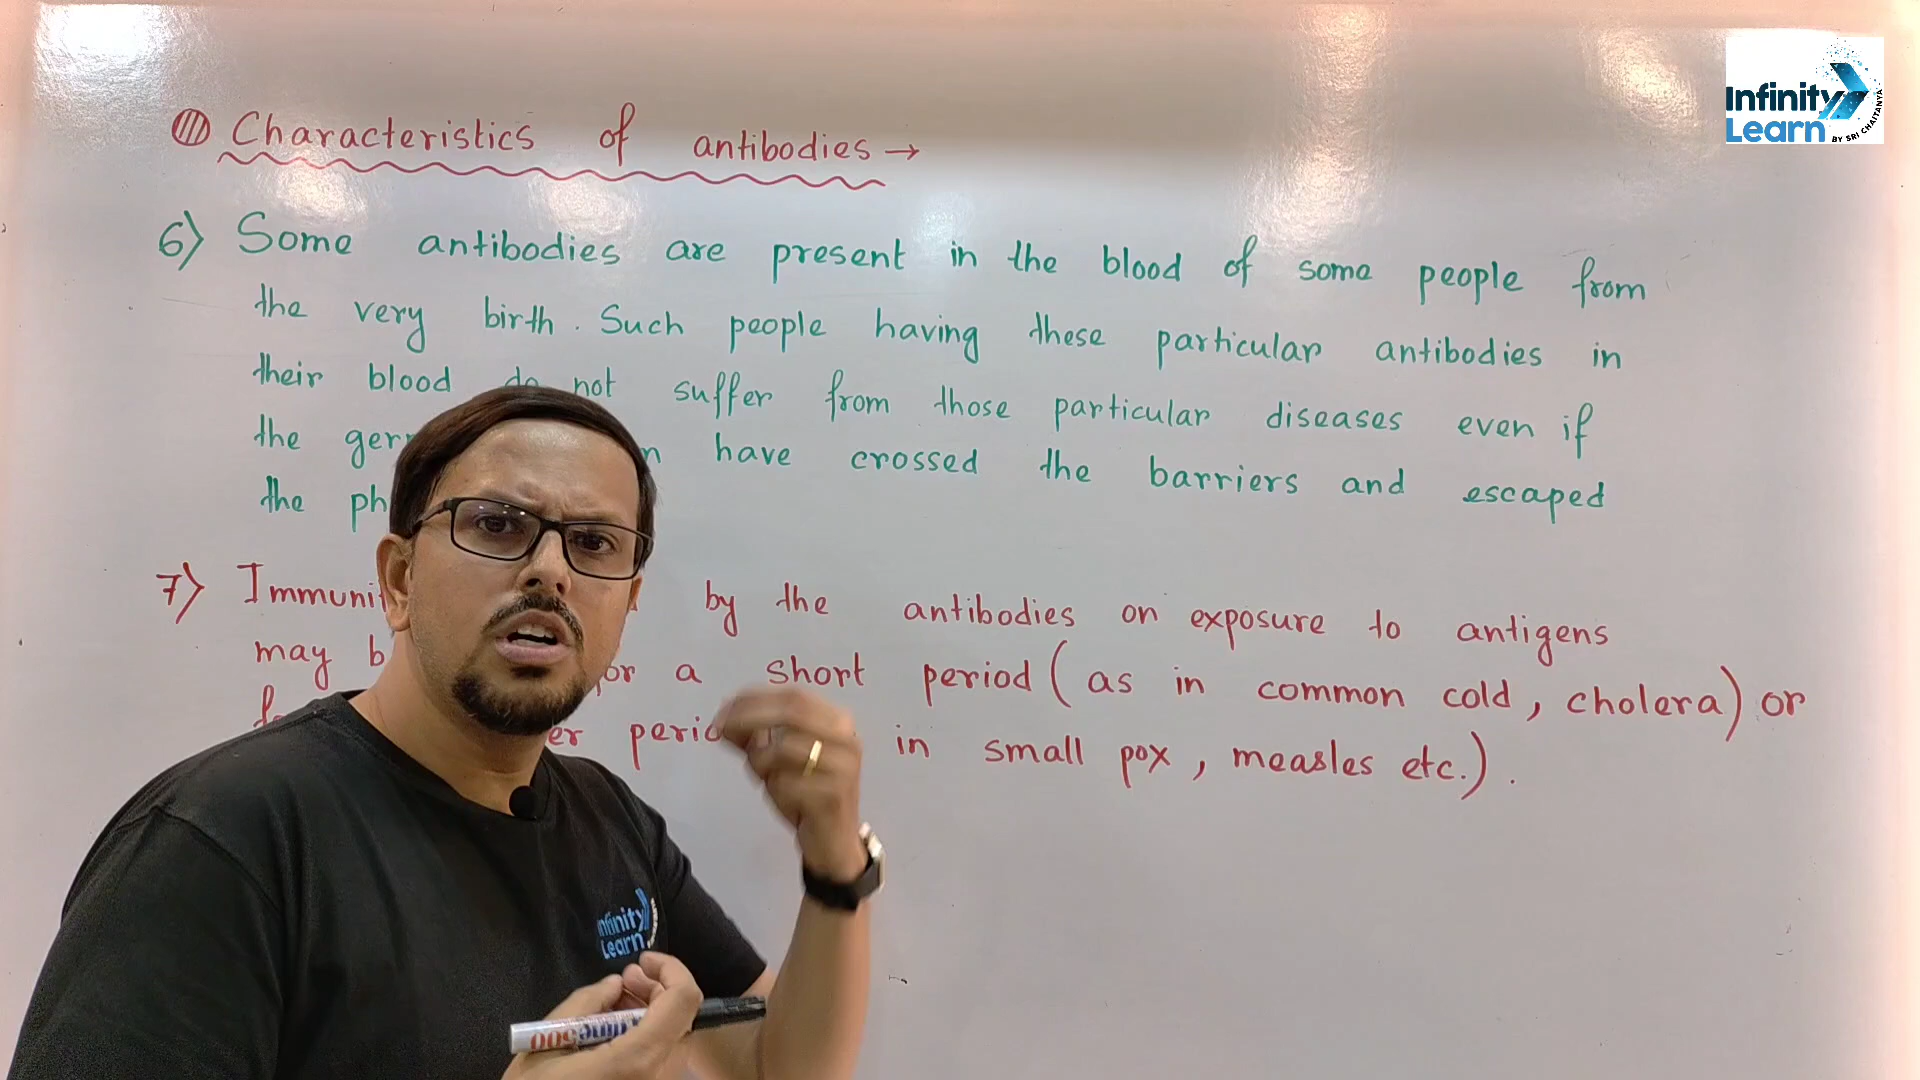 Infinity
Learn
BY SRI CHAITANYA
Characteristics of antibodies →
6) Some antibodies are present in the blood of some people from
the very birth. Such people having these particular antibodies in
their blood do not suffer from those particular diseases even if
the have crossed the barriers and escaped
the
7) by the antibodies on exposure to antigens
may a short period (as in common cold, cholera) or
in small pox, measles etc.).
Infinity
Learn